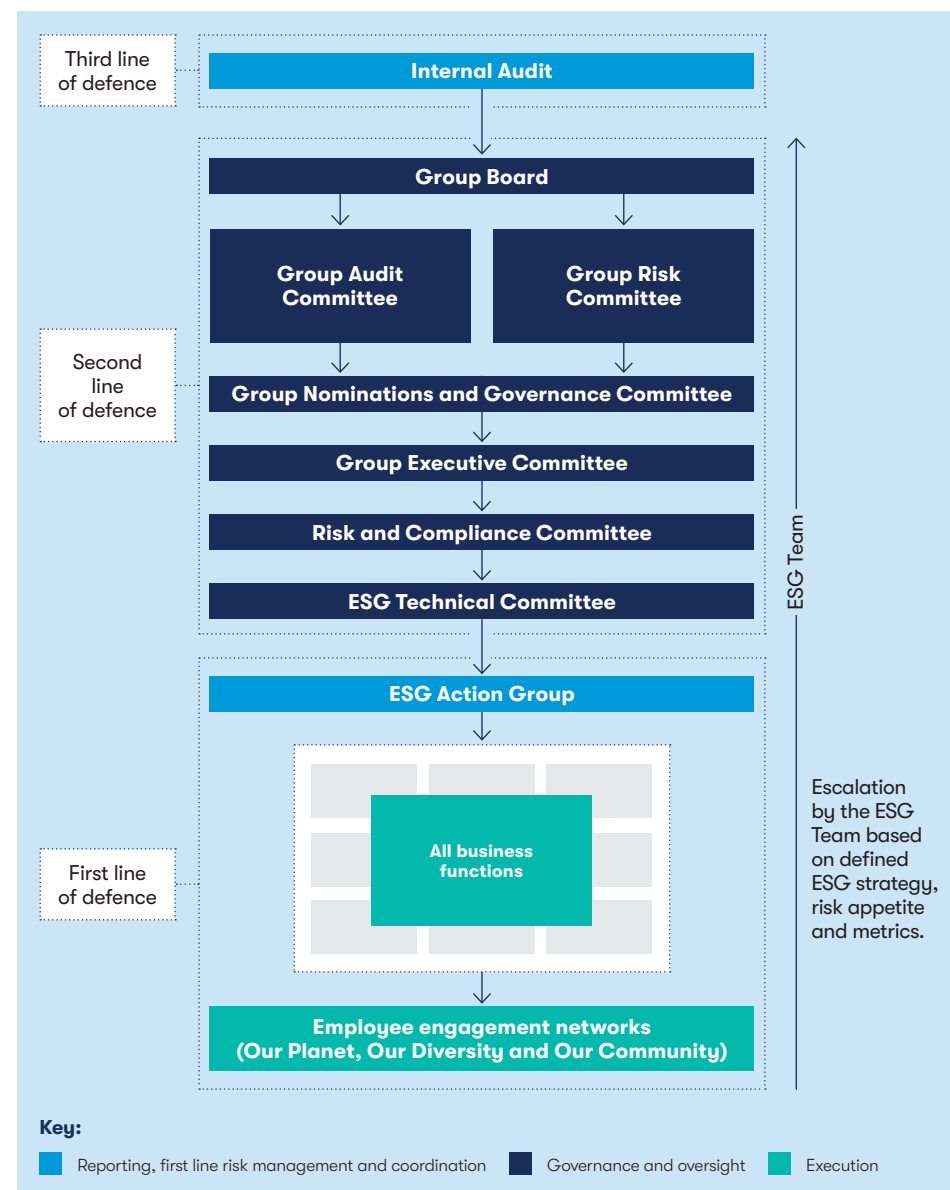 Third line
of defence
Internal Audit
Group Board
Group Audit
Committee
Group Risk
Committee
Second
line
of defence
Group Nominations and Governance Committee
Group Executive Committee
Risk and Compliance Committee
ESG Technical Committee
ESG Team
ESG Action Group
All business
functions
First line
of defence
Escalation
by the ESG
Team based
on defined
ESG strategy,
risk appetite
and metrics.
Employee engagement networks
(Our Planet, Our Diversity and Our Community)
Key:
Reporting, first line risk management and coordination
Governance and oversight
Execution